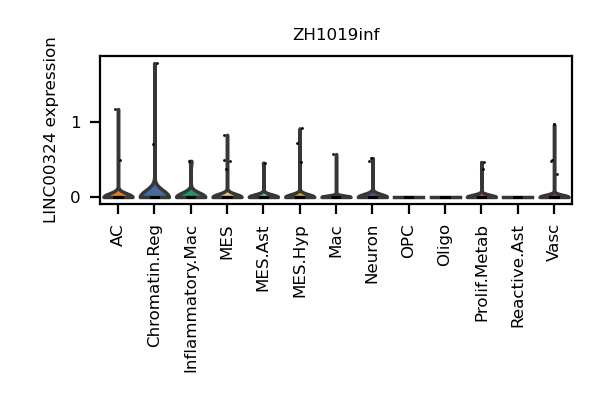 ZH1019inf
LINC00324 expression
1
0
AC
Chromatin.Reg
Inflammatory.Mac
MES
MES.Ast
MES.Hyp
Mac
Neuron
OPC
Oligo
Prolif.Metab
Reactive.Ast
Vasc